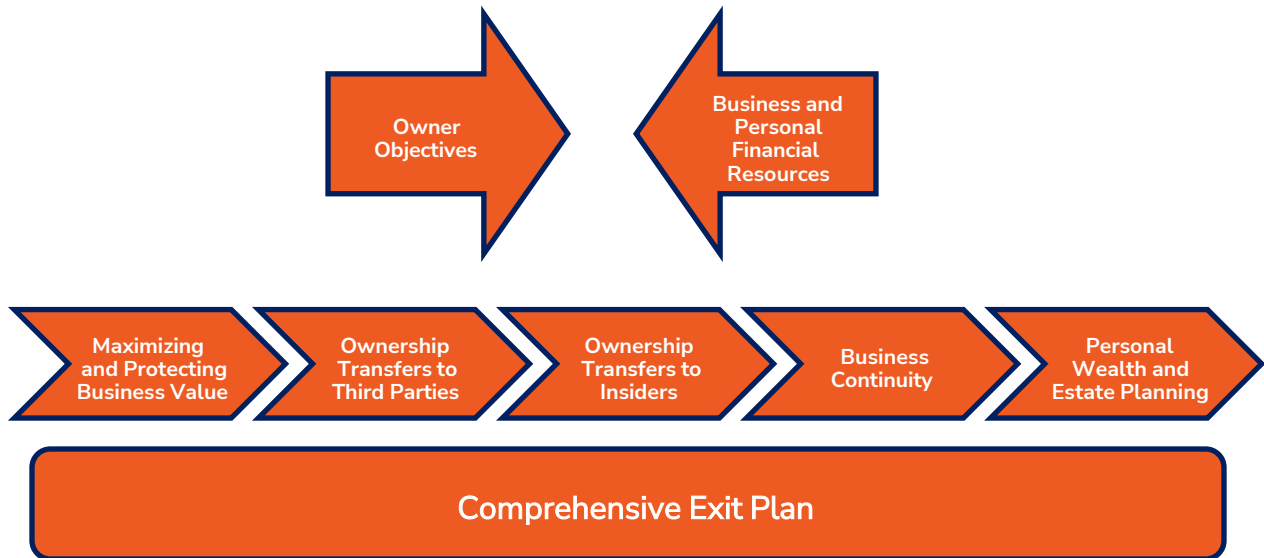 Owner
Objectives
Business and
Personal
Financial
Resources
Maximizing
and Protecting
Business Value
Ownership
Transfers to
Third Parties
Ownership
Transfers to
Insiders
Business
Continuity
Personal
Wealth and
Estate Planning
Comprehensive Exit Plan